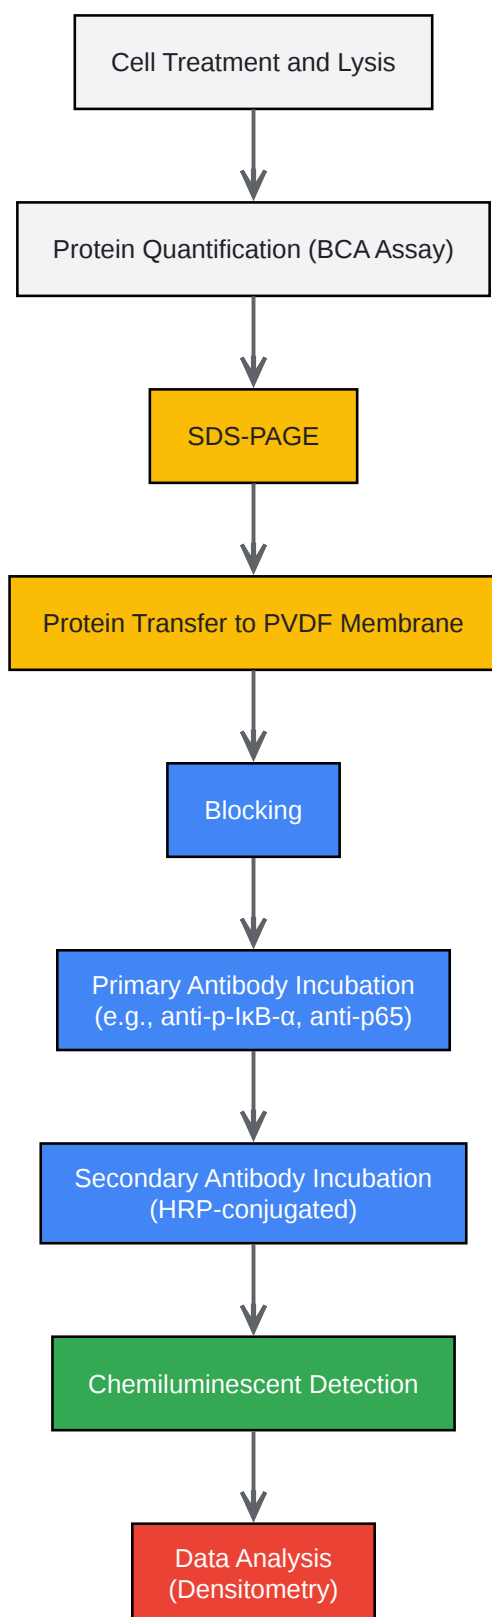 Cell Treatment and Lysis
Protein Quantification (BCA Assay)
SDS-PAGE
Protein Transfer to PVDF Membrane
Blocking
Primary Antibody Incubation
(e.g., anti-p-IκB-α, anti-p65)
Secondary Antibody Incubation
(HRP-conjugated)
Chemiluminescent Detection
Data Analysis
(Densitometry)